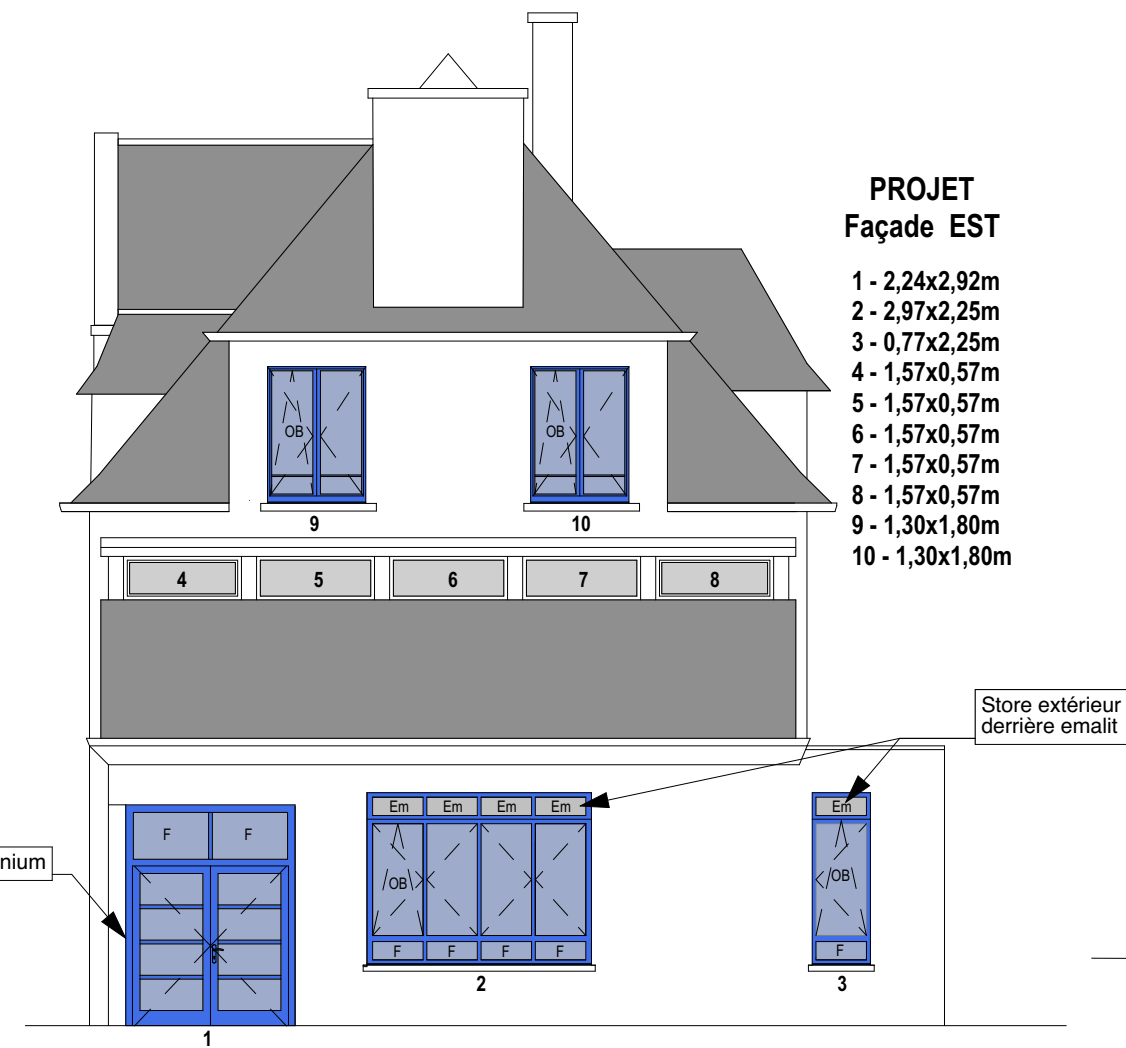 PROJET
Façade EST
1 - 2,24x2,92m
2 - 2,97x2,25m
3 - 0,77x2,25m
4 - 1,57x0,57m
5 - 1,57x0,57m
6 - 1,57x0,57m
7 - 1,57x0,57m
8 - 1,57x0,57m
9 - 1,30x1,80m
10 - 1,30x1,80m
OB OB
9 10
4 5 6 7 8
Store extérieur
derrière emalit
Em Em Em Em Em
F F
nium
OB OB
F F F F F
2 3
1